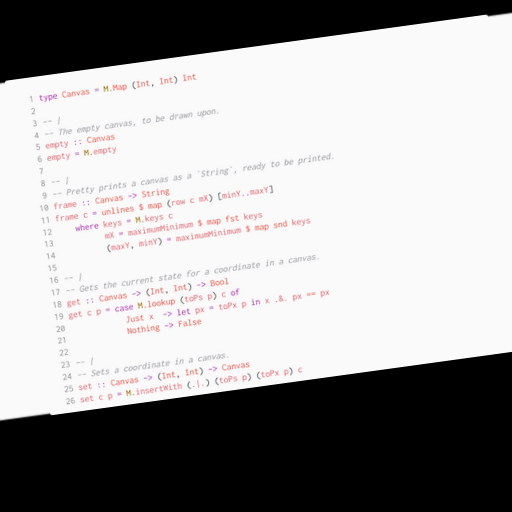 1 type Canvas = M.Map (Int, Int) Int
2
3 -- |
4 -- The empty canvas, to be drawn upon.
5 empty :: Canvas
6 empty = M.empty
7
8 -- |
9 -- Pretty prints a canvas as a `String`, ready to be printed.
10 frame :: Canvas -> String
11 frame c = unlines $ map (row c mX) [minY..maxY]
12 where keys = M.keys c
13 mX = maximumMinimum $ map fst keys
14 (maxY, minY) = maximumMinimum $ map snd keys
15
16 -- |
17 -- Gets the current state for a coordinate in a canvas.
18 get :: Canvas -> (Int, Int) -> Bool
19 get c p = case M.lookup (toPs p) c of
20 Just x -> let px = toPx p in x .&. px == px
21 Nothing -> False
22
23 -- |
24 -- Sets a coordinate in a canvas.
25 set :: Canvas -> (Int, Int) -> Canvas
26 set c p = M.insertWith (.|.) (toPs p) (toPx p) c